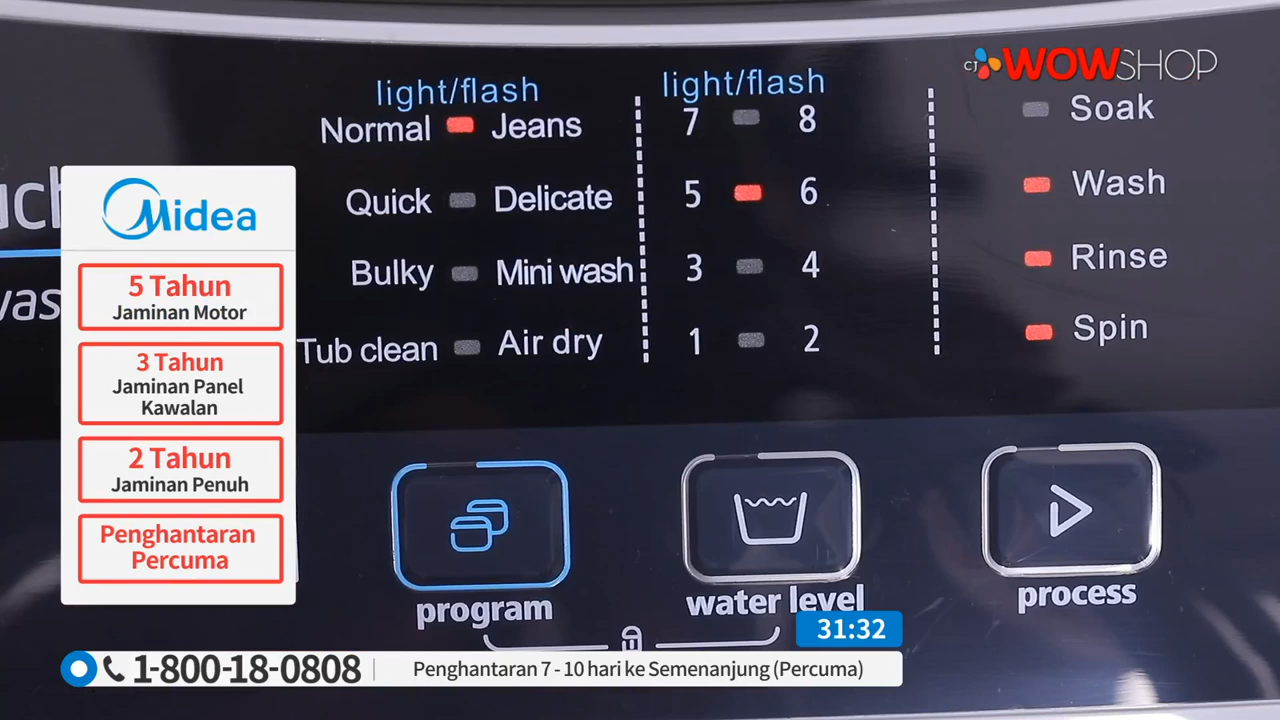 CJ WOWSHOP
light/flash light/flash
Normal Jeans 7 8 Soak
Quick Delicate 5 6 Wash
Bulky Mini wash 3 4 Rinse
Tub clean Air dry 1 2 Spin
Midea
5 Tahun
Jaminan Motor
3 Tahun
Jaminan Panel
Kawalan
2 Tahun
Jaminan Penuh
Penghantaran
Percuma
program water level process
31:32
1-800-18-0808 Penghantaran 7 - 10 hari ke Semenanjung (Percuma)